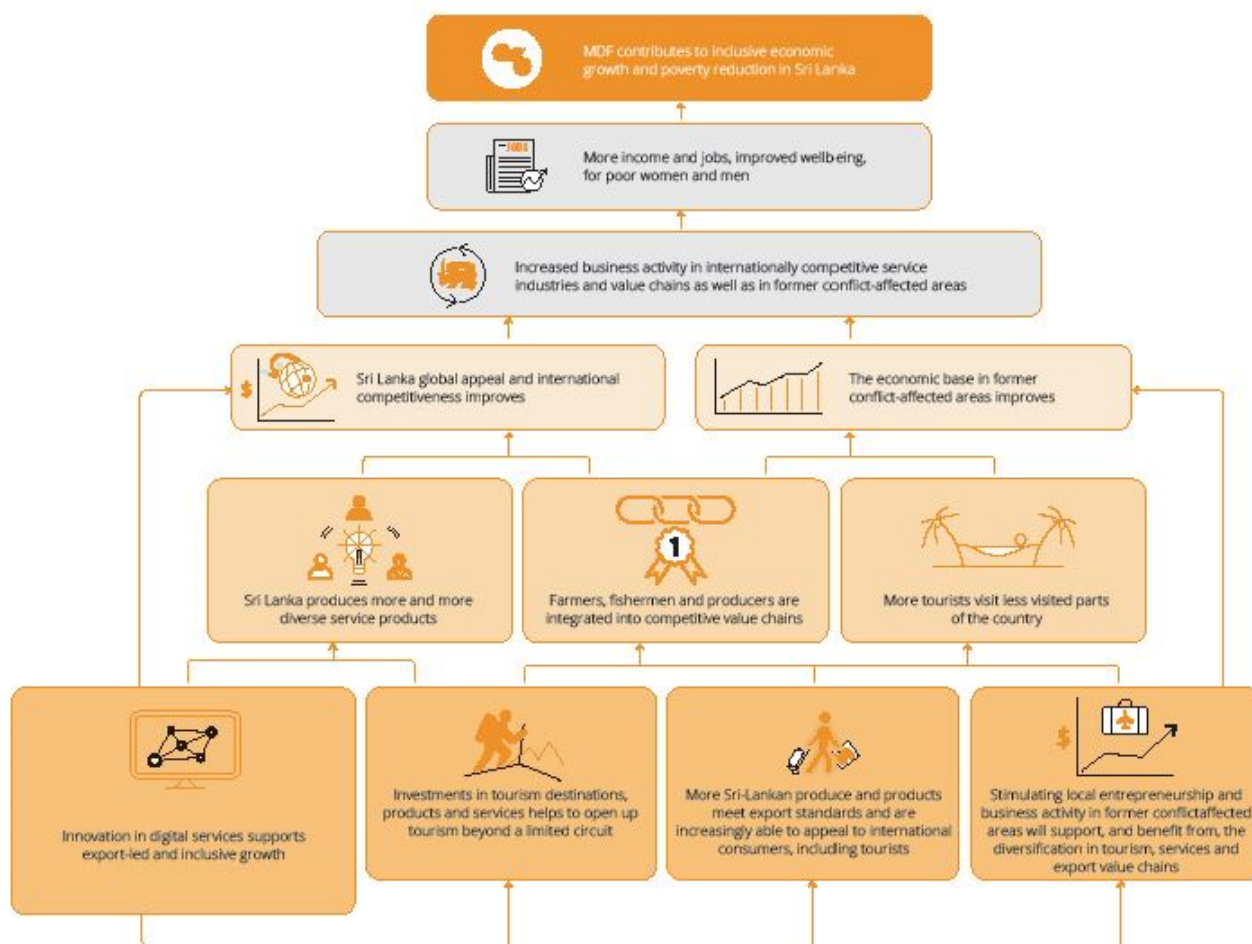 MDF contributes to inclusive economic
growth and poverty reduction in Sri Lanka
JOBS
More income and jobs, improved wellbeing,
for poor women and men
Increased business activity in internationally competitive service
industries and value chains as well as in former conflict-affected areas
$
Sri Lanka global appeal and international
competitiveness improves
The economic base in former
conflict-affected areas improves
Sri Lanka produces more and more
diverse service products
1
Farmers, fishermen and producers are
integrated into competitive value chains
More tourists visit less visited parts
of the country
Innovation in digital services supports
export-led and inclusive growth
Investments in tourism destinations,
products and services helps to open up
tourism beyond a limited circuit
More Sri-Lankan produce and products
meet export standards and are
increasingly able to appeal to international
consumers, including tourists
$
Stimulating local entrepreneurship and
business activity in former conflictaffected
areas will support, and benefit from, the
diversification in tourism, services and
export value chains